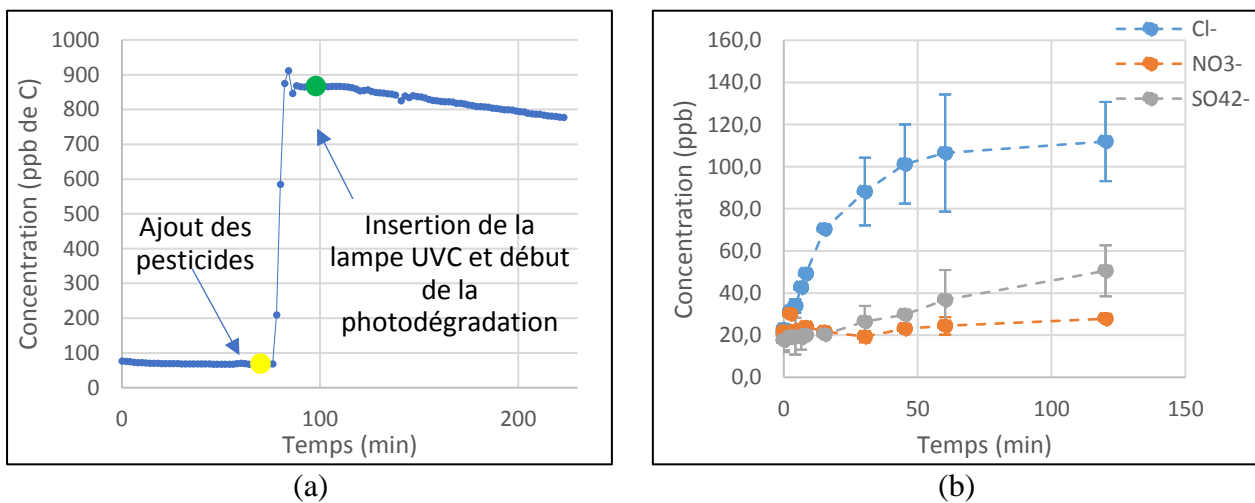 1000
900
800
700
600
500
400
300
200
100
0
0
100
200
Concentration (ppb de C)
Temps (min)
Ajout des
pesticides
Insertion de la
lampe UVC et début
de la
photodégradation
(a)
160,0
140,0
120,0
100,0
80,0
60,0
40,0
20,0
0,0
0
50
100
150
Concentration (ppb)
Temps (min)
Cl-
NO3-
SO42-
(b)